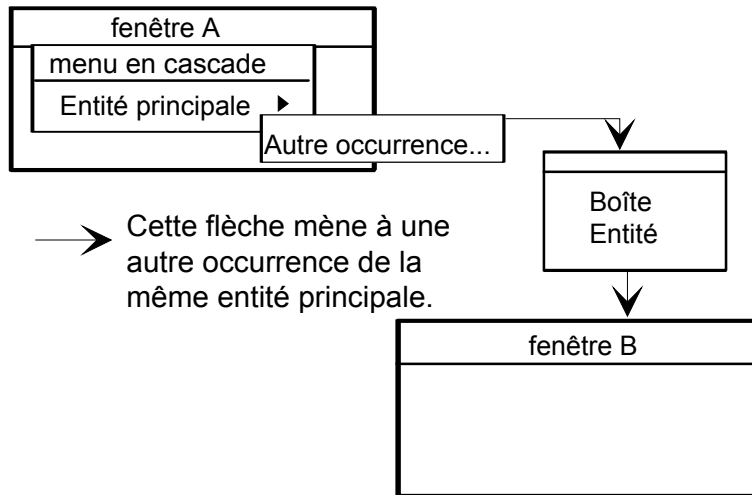 fenêtre A
menu en cascade
Entité principale
Autre occurrence...
Boîte
Entité
Cette flèche mène à une
autre occurrence de la
même entité principale.
fenêtre B